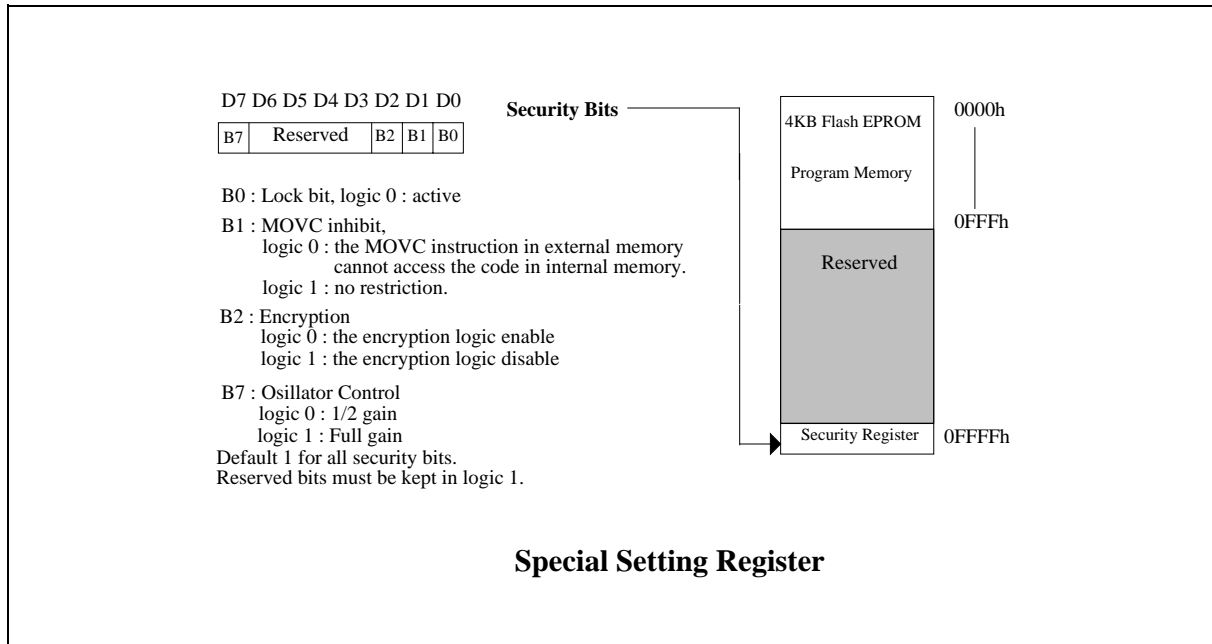 D7 D6 D5 D4 D3 D2 D1 D0
B7 Reserved B2 B1 B0
B0 : Lock bit, logic 0 : active
B1 : MOVC inhibit,
logic 0 : the MOVC instruction in external memory
cannot access the code in internal memory.
logic 1 : no restriction.
B2 : Encryption
logic 0 : the encryption logic enable
logic 1 : the encryption logic disable
B7 : Osillator Control
logic 0 : 1/2 gain
logic 1 : Full gain
Default 1 for all security bits.
Reserved bits must be kept in logic 1.
Security Bits
4KB Flash EPROM
Program Memory
0000h
0FFFh
Reserved
Security Register
0FFFFh
Special Setting Register